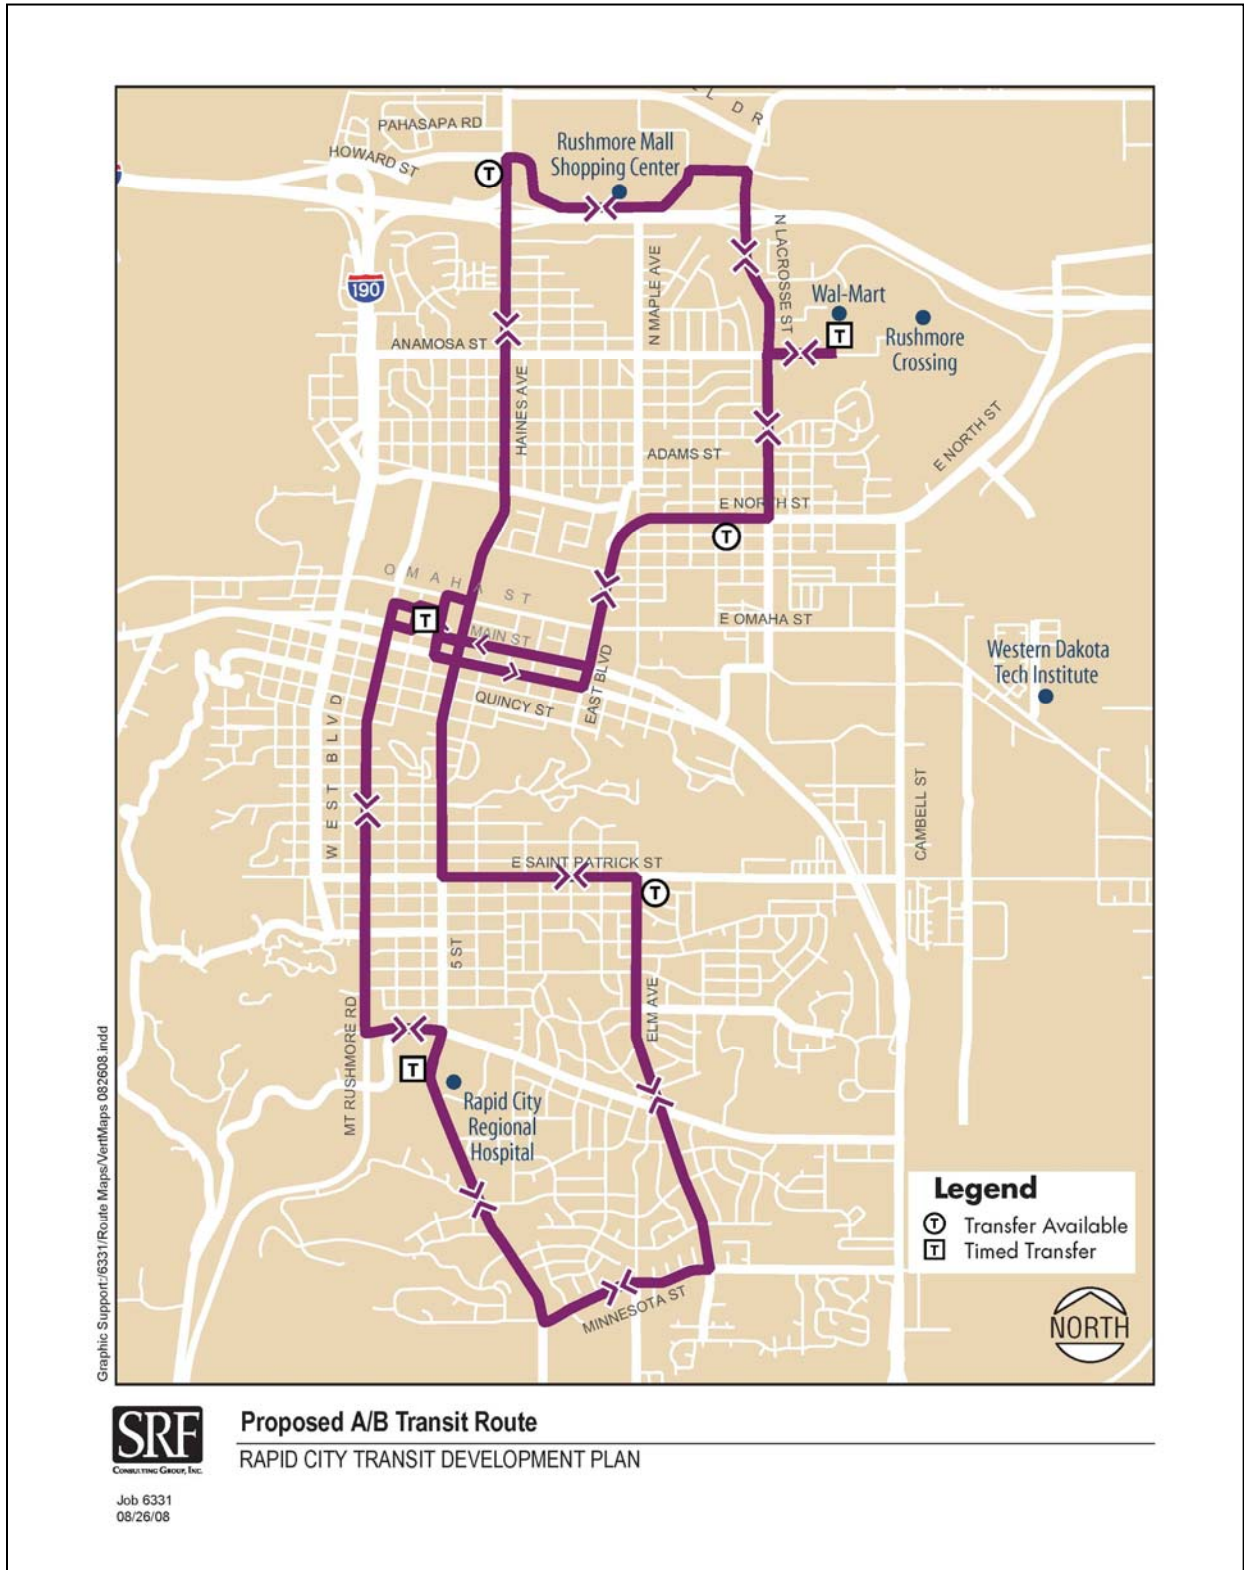 L L D R
PAHASAPA RD
HOWARD ST
Rushmore Mall
Shopping Center
T
N LACROSSE ST
N MAPLE AVE
190
Wal-Mart
T
Rushmore
Crossing
ANAMOSA ST
HAINES AVE
ADAMS ST
E NORTH ST
E NORTH ST
T
OMAHA ST
T
MAIN ST
E OMAHA ST
Western Dakota
Tech Institute
QUINCY ST
EAST BLVD
WEST BLVD
CAMBELL ST
E SAINT PATRICK ST
T
5 ST
ELM AVE
MT RUSHMORE RD
T
Rapid City
Regional
Hospital
MINNESOTA ST
Legend
T Transfer Available
T Timed Transfer
NORTH
Graphic Support:/6331/Route Maps/VertMaps 082608.indd
SRF
CONSULTING GROUP, INC.
Proposed A/B Transit Route
RAPID CITY TRANSIT DEVELOPMENT PLAN
Job 6331
08/26/08